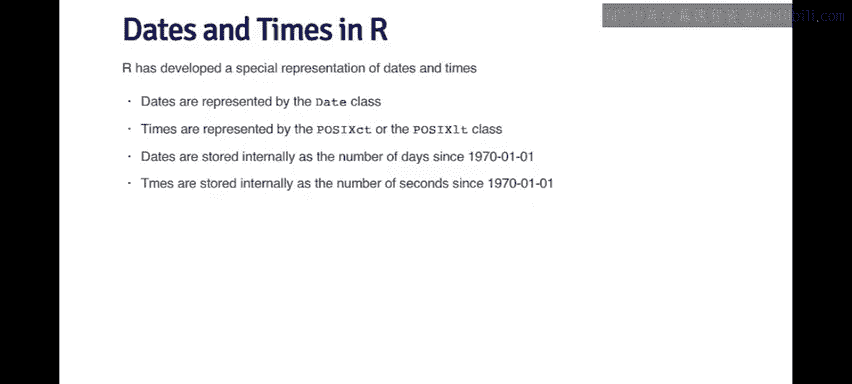 Dates and Times in R
R has developed a special representation of dates and times
· Dates are represented by the Date class
· Times are represented by the POSIXct or the POSIXlt class
· Dates are stored internally as the number of days since 1970-01-01
· Tmes are stored internally as the number of seconds since 1970-01-01